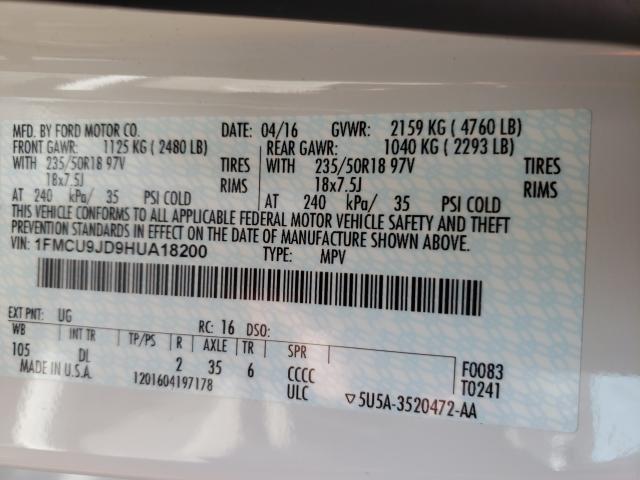 MFD. BY FORD MOTOR CO. DATE: 04/16 GVWR: 2159 KG ( 4760 LB)
FRONT GAWR: 1125 KG ( 2480 LB) REAR GAWR: 1040 KG ( 2293 LB)
WITH 235/50R18 97V TIRES WITH 235/50R18 97V TIRES
18x7.5J RIMS 18x7.5J RIMS
AT 240 kPa/ 35 PSI COLD AT 240 kPa/ 35 PSI COLD
THIS VEHICLE CONFORMS TO ALL APPLICABLE FEDERAL MOTOR VEHICLE SAFETY AND THEFT
PREVENTION STANDARDS IN EFFECT ON THE DATE OF MANUFACTURE SHOWN ABOVE.
VIN: 1FMCU9JD9HUA18200 TYPE: MPV
EXT PNT: UG RC: 16 DSO:
WB INT TR TP/PS R AXLE TR SPR
105 DL 2 35 6 CCCC F0083
MADE IN U.S.A. 1201604197178 ULC T0241
▽5U5A-3520472-AA